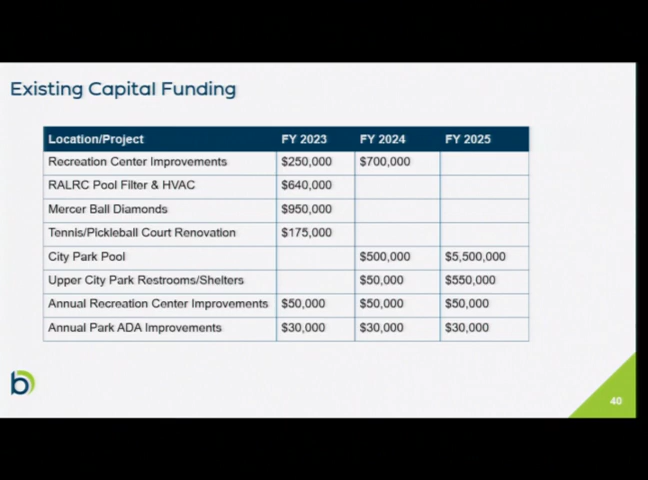 Existing Capital Funding
Location/Project FY 2023 FY 2024 FY 2025
Recreation Center Improvements $250,000 $700,000
RALRC Pool Filter & HVAC $640,000
Mercer Ball Diamonds $950,000
Tennis/Pickleball Court Renovation $175,000
City Park Pool $500,000 $5,500,000
Upper City Park Restrooms/Shelters $50,000 $550,000
Annual Recreation Center Improvements $50,000 $50,000 $50,000
Annual Park ADA Improvements $30,000 $30,000 $30,000
b
40